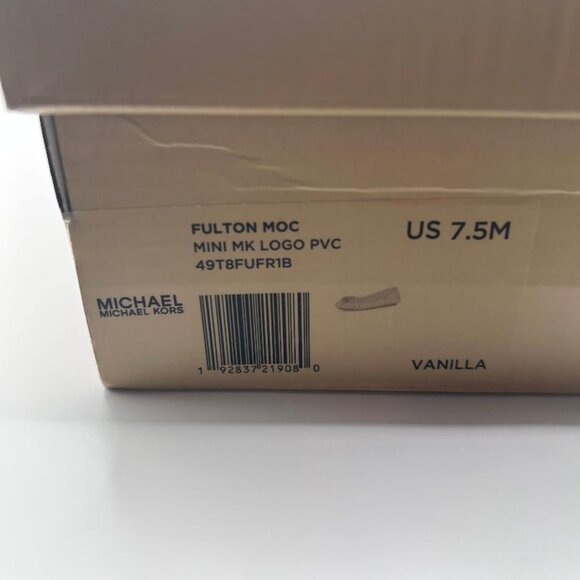 FULTON MOC
MINI MK LOGO PVC
49T8FUFR1B
US 7.5M
MICHAEL
MICHAEL KORS
1 92837 21908 0
VANILLA